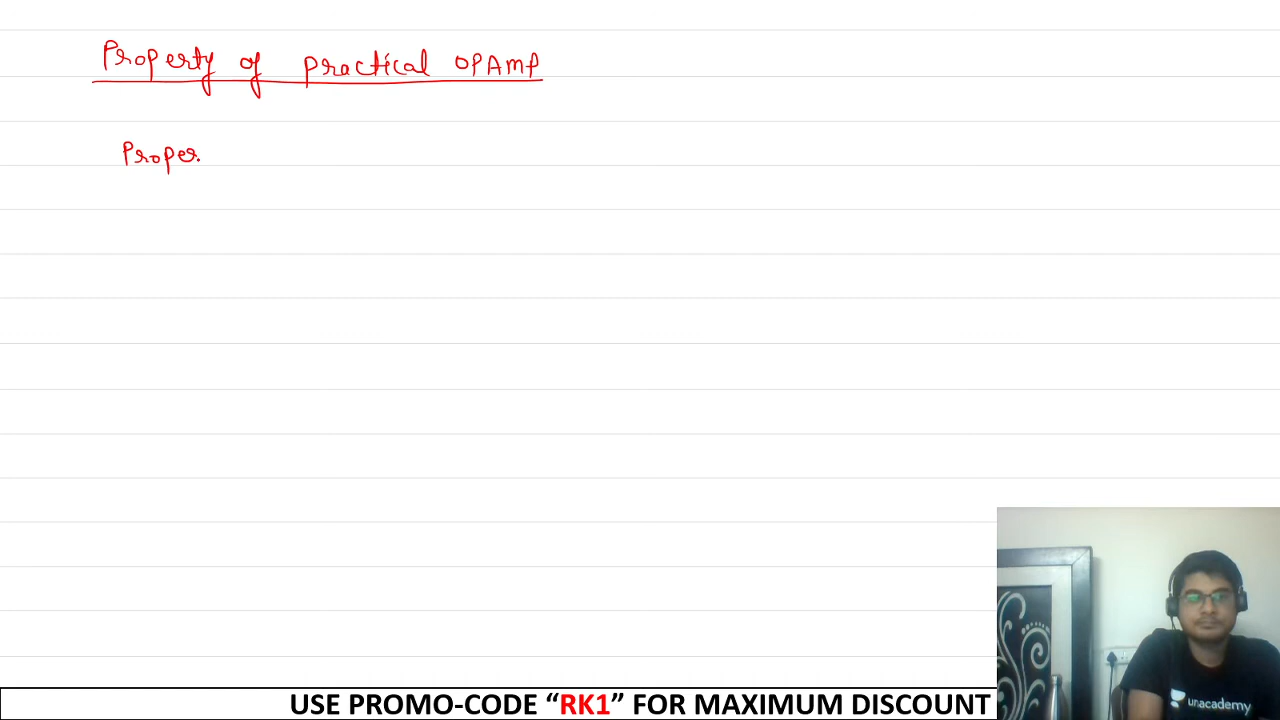 Property of practical OPAMP
Proper
unacademy
USE PROMO-CODE “RK1” FOR MAXIMUM DISCOUNT